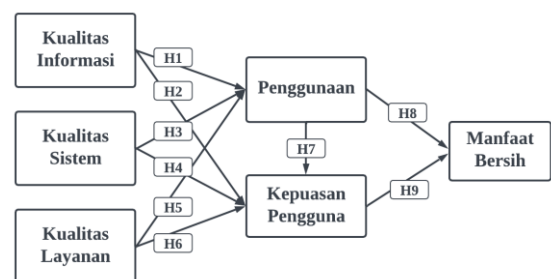 Kualitas
Informasi
H1
H2
Penggunaan
H3
H8
Kualitas
Sistem
H4
H7
Manfaat
Bersih
H5
Kepuasan
Pengguna
H9
H6
Kualitas
Layanan